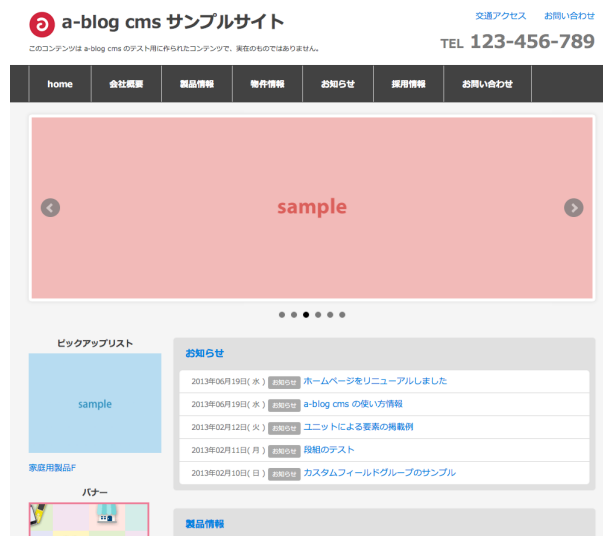 a-blog cms サンプルサイト
交通アクセス お問い合わせ
このコンテンツは a-blog cms のテスト用に作られたコンテンツで、実在のものではありません。
TEL 123-456-789
home 会社概要 製品情報 物件情報 お知らせ 採用情報 お問い合わせ
sample
ピックアップリスト
sample
家庭用製品F
バナー
お知らせ
2013年06月19日( 水 ) お知らせ ホームページをリニューアルしました
2013年06月19日( 水 ) お知らせ a-blog cms の使い方情報
2013年02月12日( 火 ) お知らせ ユニットによる要素の掲載例
2013年02月11日( 月 ) お知らせ 段組のテスト
2013年02月10日( 日 ) お知らせ カスタムフィールドグループのサンプル
製品情報